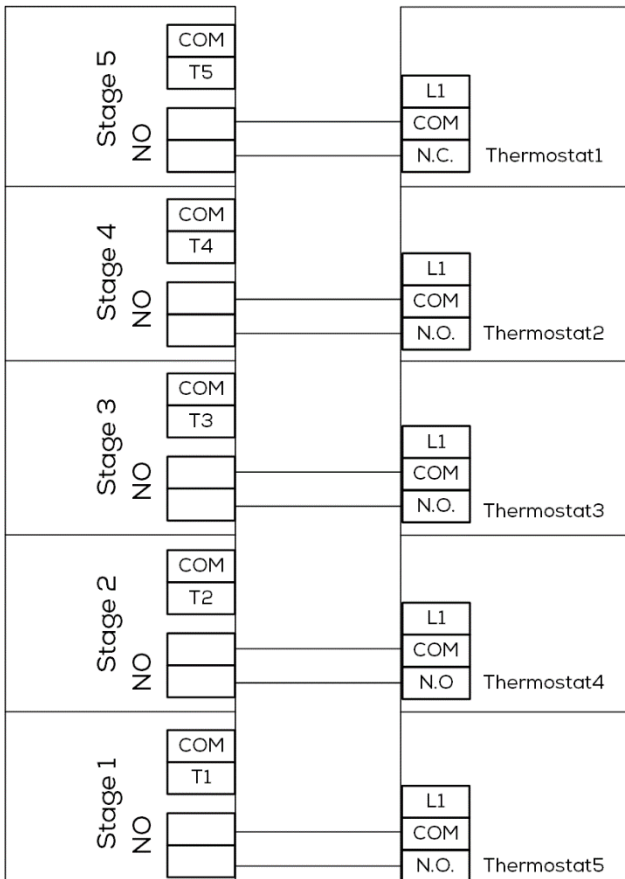 Stage 5
NO
COM
T5
L1
COM
N.C.
Thermostat1
Stage 4
NO
COM
T4
L1
COM
N.O.
Thermostat2
Stage 3
NO
COM
T3
L1
COM
N.O.
Thermostat3
Stage 2
NO
COM
T2
L1
COM
N.O
Thermostat4
Stage 1
NO
COM
T1
L1
COM
N.O.
Thermostat5